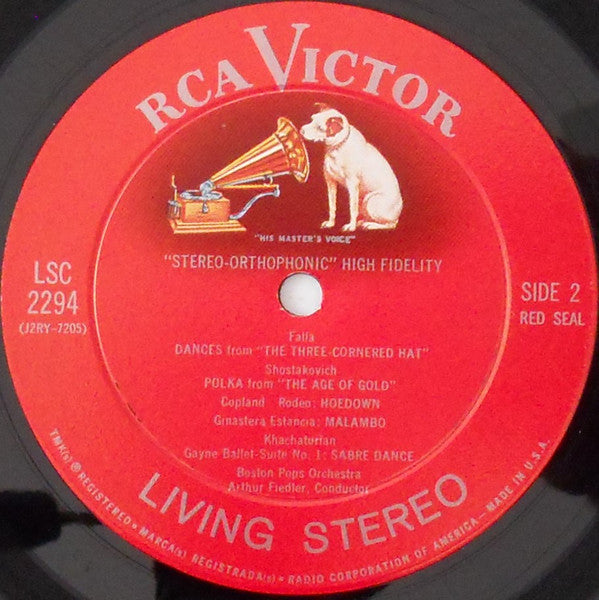 RCA VICTOR
"HIS MASTER'S VOICE"
"STEREO-ORTHOPHONIC" HIGH FIDELITY
LSC
2294
(J2RY-7205)
SIDE 2
RED SEAL
Falla
DANCES from "THE THREE-CORNERED HAT"
Shostakovich
POLKA from "THE AGE OF GOLD"
Copland Rodeo: HOEDOWN
Ginastera Estancia: MALAMBO
Khachaturian
Gayne Ballet-Suite No. 1: SABRE DANCE
Boston Pops Orchestra
Arthur Fiedler, Conductor
LIVING STEREO
TMK(s) ® REGISTERED • MARCA(s) REGISTRADA(s) • RADIO CORPORATION OF AMERICA—MADE IN U.S.A.